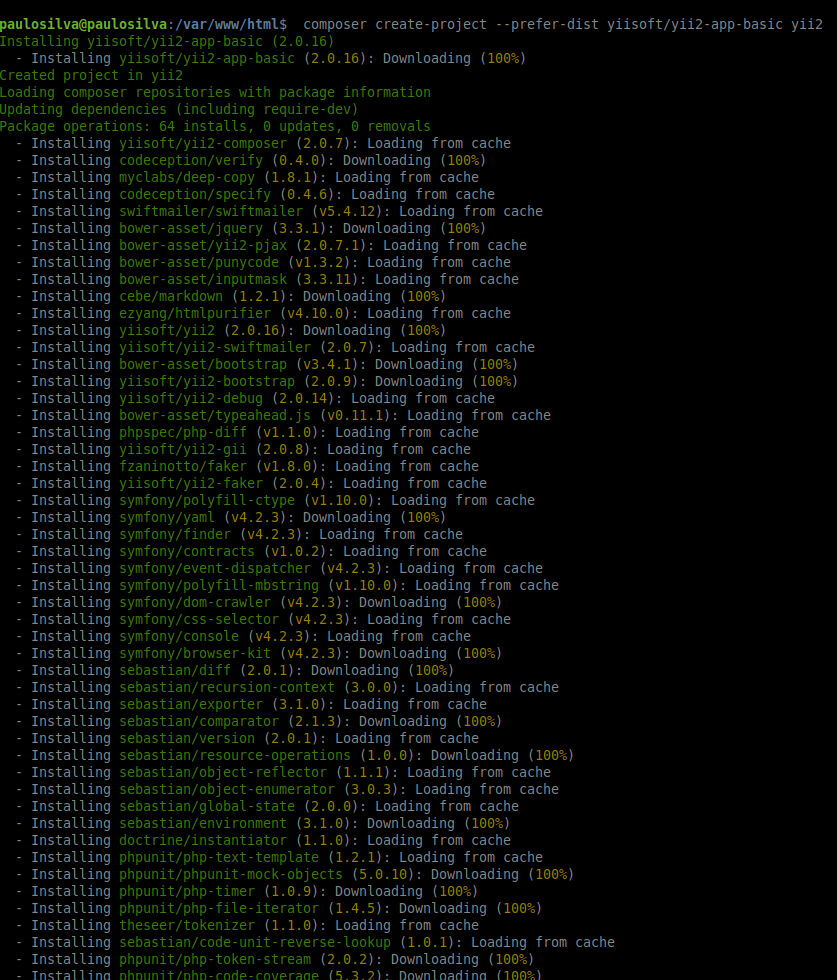 paulosilva@paulosilva:/var/www/html$  composer create-project --prefer-dist yiisoft/yii2-app-basic yii2
Installing yiisoft/yii2-app-basic (2.0.16)
  - Installing yiisoft/yii2-app-basic (2.0.16): Downloading (100%)
Created project in yii2
Loading composer repositories with package information
Updating dependencies (including require-dev)
Package operations: 64 installs, 0 updates, 0 removals
  - Installing yiisoft/yii2-composer (2.0.7): Loading from cache
  - Installing codeception/verify (0.4.0): Downloading (100%)
  - Installing myclabs/deep-copy (1.8.1): Loading from cache
  - Installing codeception/specify (0.4.6): Loading from cache
  - Installing swiftmailer/swiftmailer (v5.4.12): Loading from cache
  - Installing bower-asset/jquery (3.3.1): Downloading (100%)
  - Installing bower-asset/yii2-pjax (2.0.7.1): Loading from cache
  - Installing bower-asset/punycode (v1.3.2): Loading from cache
  - Installing bower-asset/inputmask (3.3.11): Loading from cache
  - Installing cebe/markdown (1.2.1): Downloading (100%)
  - Installing ezyang/htmlpurifier (v4.10.0): Loading from cache
  - Installing yiisoft/yii2 (2.0.16): Downloading (100%)
  - Installing yiisoft/yii2-swiftmailer (2.0.7): Loading from cache
  - Installing bower-asset/bootstrap (v3.4.1): Downloading (100%)
  - Installing yiisoft/yii2-bootstrap (2.0.9): Downloading (100%)
  - Installing yiisoft/yii2-debug (2.0.14): Loading from cache
  - Installing bower-asset/typeahead.js (v0.11.1): Loading from cache
  - Installing phpspec/php-diff (v1.1.0): Loading from cache
  - Installing yiisoft/yii2-gii (2.0.8): Loading from cache
  - Installing fzaninotto/faker (v1.8.0): Loading from cache
  - Installing yiisoft/yii2-faker (2.0.4): Loading from cache
  - Installing symfony/polyfill-ctype (v1.10.0): Loading from cache
  - Installing symfony/yaml (v4.2.3): Downloading (100%)
  - Installing symfony/finder (v4.2.3): Loading from cache
  - Installing symfony/contracts (v1.0.2): Loading from cache
  - Installing symfony/event-dispatcher (v4.2.3): Loading from cache
  - Installing symfony/polyfill-mbstring (v1.10.0): Loading from cache
  - Installing symfony/dom-crawler (v4.2.3): Downloading (100%)
  - Installing symfony/css-selector (v4.2.3): Loading from cache
  - Installing symfony/console (v4.2.3): Loading from cache
  - Installing symfony/browser-kit (v4.2.3): Downloading (100%)
  - Installing sebastian/diff (2.0.1): Downloading (100%)
  - Installing sebastian/recursion-context (3.0.0): Loading from cache
  - Installing sebastian/exporter (3.1.0): Loading from cache
  - Installing sebastian/comparator (2.1.3): Downloading (100%)
  - Installing sebastian/version (2.0.1): Loading from cache
  - Installing sebastian/resource-operations (1.0.0): Downloading (100%)
  - Installing sebastian/object-reflector (1.1.1): Loading from cache
  - Installing sebastian/object-enumerator (3.0.3): Loading from cache
  - Installing sebastian/global-state (2.0.0): Loading from cache
  - Installing sebastian/environment (3.1.0): Downloading (100%)
  - Installing doctrine/instantiator (1.1.0): Loading from cache
  - Installing phpunit/php-text-template (1.2.1): Loading from cache
  - Installing phpunit/phpunit-mock-objects (5.0.10): Downloading (100%)
  - Installing phpunit/php-timer (1.0.9): Downloading (100%)
  - Installing phpunit/php-file-iterator (1.4.5): Downloading (100%)
  - Installing theseer/tokenizer (1.1.0): Loading from cache
  - Installing sebastian/code-unit-reverse-lookup (1.0.1): Loading from cache
  - Installing phpunit/php-token-stream (2.0.2): Downloading (100%)
  - Installing phpunit/php-code-coverage (5.3.2): Downloading (100%)